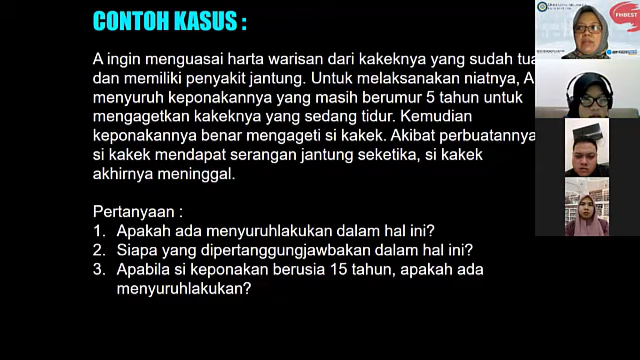 CONTOH KASUS :
A ingin menguasai harta warisan dari kakeknya yang sudah tua
dan memiliki penyakit jantung. Untuk melaksanakan niatnya, A
menyuruh keponakannya yang masih berumur 5 tahun untuk
mengagetkan kakeknya yang sedang tidur. Kemudian
keponakannya benar mengageti si kakek. Akibat perbuatannya
si kakek mendapat serangan jantung seketika, si kakek
akhirnya meninggal.
Pertanyaan :
1. Apakah ada menyuruhlakukan dalam hal ini?
2. Siapa yang dipertanggungjawbakan dalam hal ini?
3. Apabila si keponakan berusia 15 tahun, apakah ada
menyuruhlakukan?
FHBEST